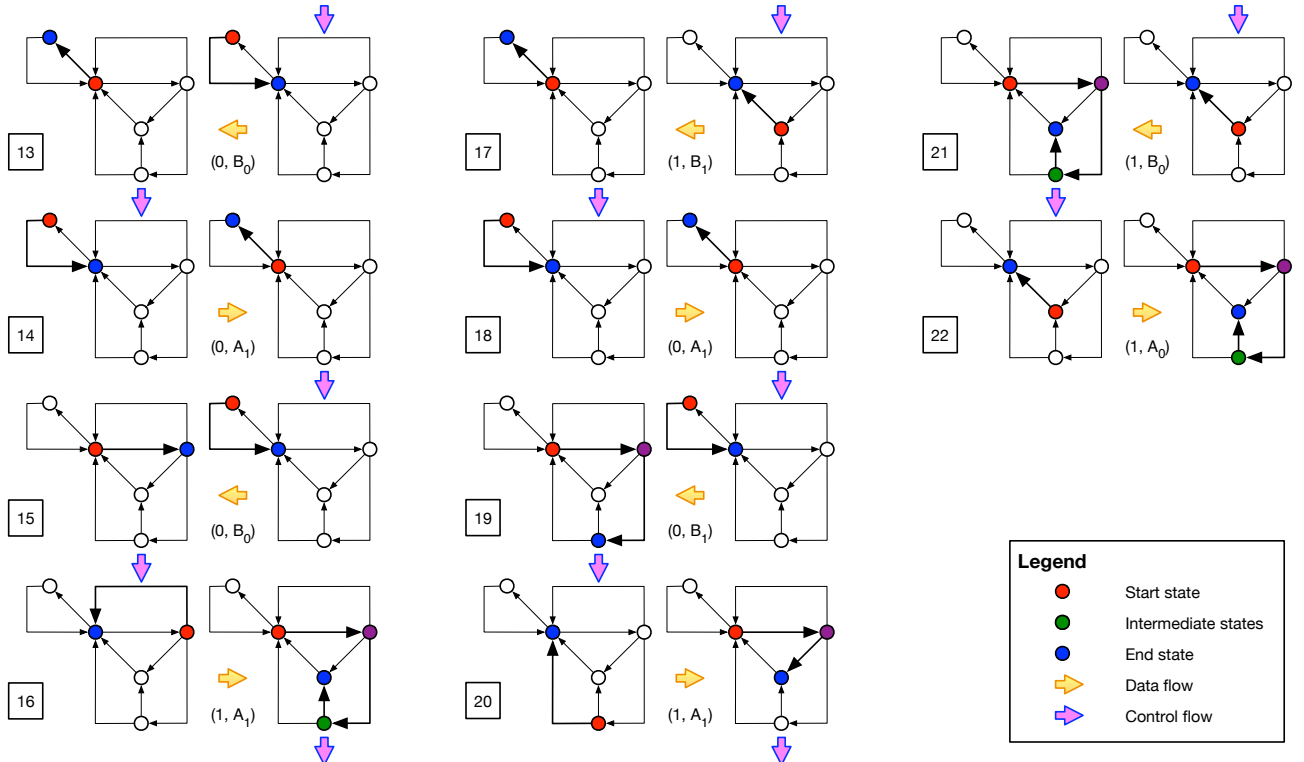 13
(0, B0)
14
(0, A1)
15
(0, B0)
16
(1, A1)
17
(1, B1)
18
(0, A1)
19
(0, B1)
20
(1, A1)
21
(1, B0)
22
(1, A0)
Legend
Start state
Intermediate states
End state
Data flow
Control flow